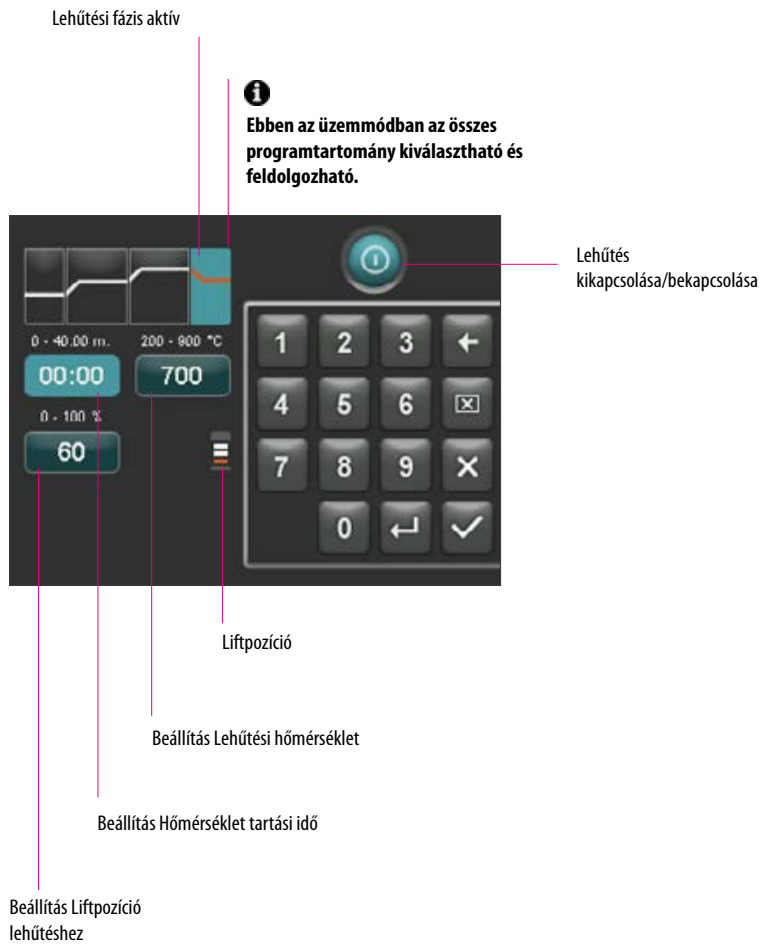 Lehűtési fázis aktív
Ebben az üzemmódban az összes
programtartomány kiválasztható és
feldolgozható.
Lehűtés
kikapcsolása/bekapcsolása
0 - 40.00 m.
200 - 900 °C
00:00
700
0 - 100 %
60
1 2 3
4 5 6
7 8 9
0
Liftpozíció
Beállítás Lehűtési hőmérséklet
Beállítás Hőmérséklet tartási idő
Beállítás Liftpozíció
lehűtéshez